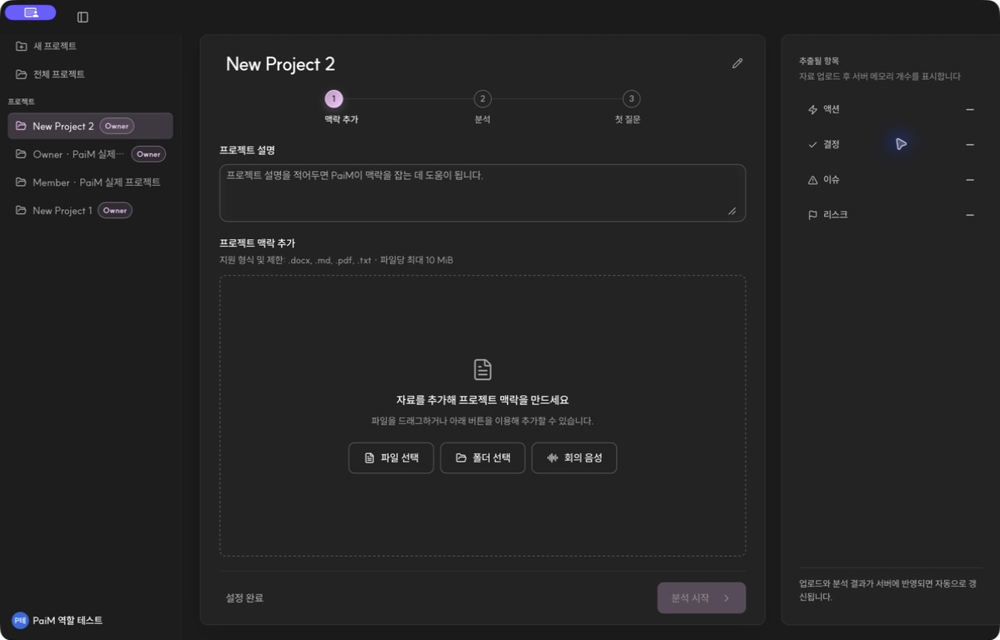 새 프로젝트
전체 프로젝트
프로젝트
New Project 2 Owner
Owner · PaiM 실제… Owner
Member · PaiM 실제 프로젝트
New Project 1 Owner
PaiM 역할 테스트
New Project 2
1
2
3
맥락 추가
분석
첫 질문
프로젝트 설명
프로젝트 설명을 적어두면 PaiM이 맥락을 잡는 데 도움이 됩니다.
프로젝트 맥락 추가
지원 형식 및 제한: .docx, .md, .pdf, .txt · 파일당 최대 10 MiB
자료를 추가해 프로젝트 맥락을 만드세요
파일을 드래그하거나 아래 버튼을 이용해 추가할 수 있습니다.
파일 선택
폴더 선택
회의 음성
설정 완료
분석 시작
추출될 항목
자료 업로드 후 서버 메모리 개수를 표시합니다
액션 –
결정 –
이슈 –
리스크 –
업로드와 분석 결과가 서버에 반영되면 자동으로 갱
신됩니다.